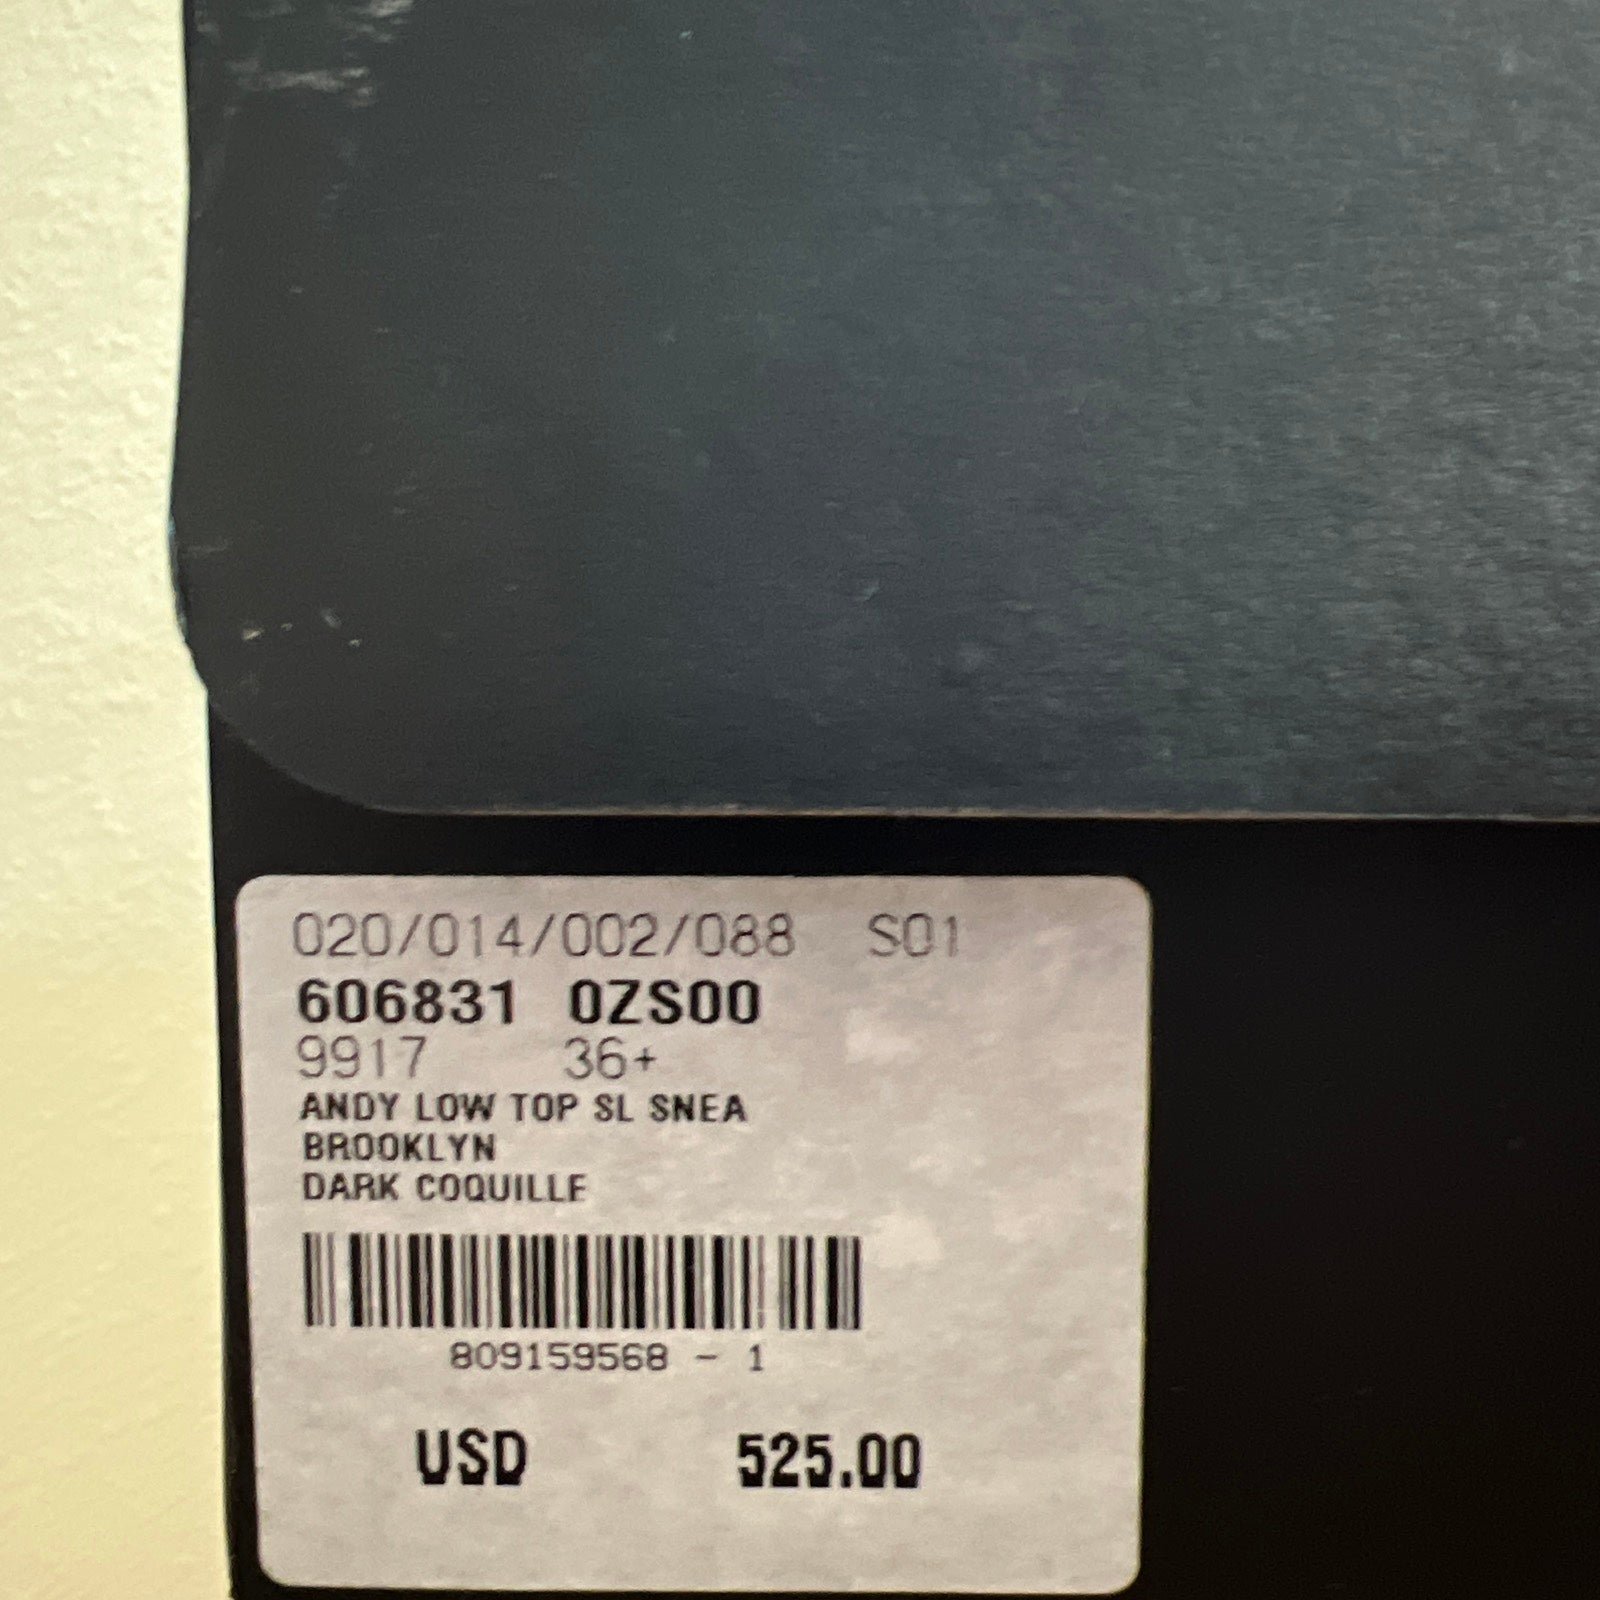 020/014/002/088 S01
606831 0ZS00
9917 36+
ANDY LOW TOP SL SNEA
BROOKLYN
DARK COQUILLE
809159568 - 1
USD 525.00